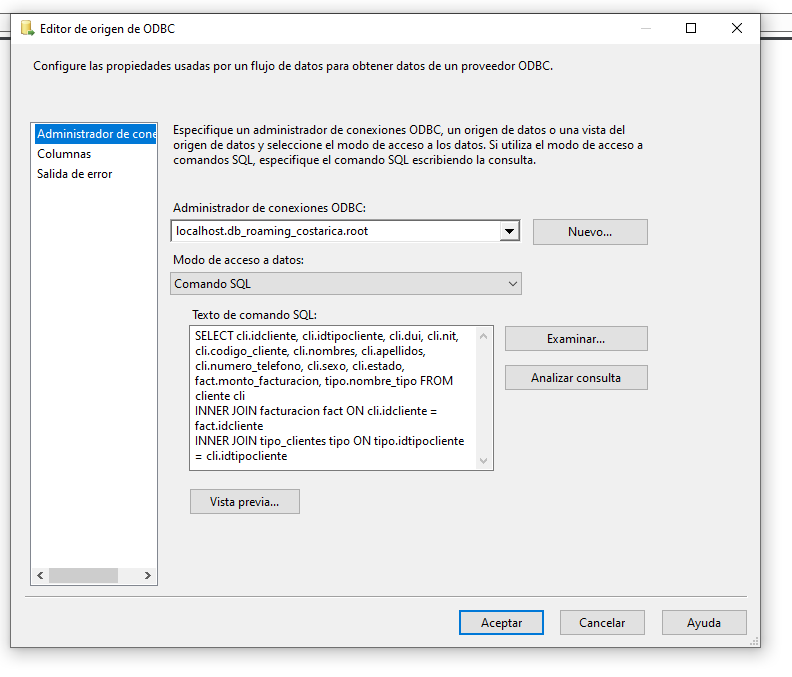 Editor de origen de ODBC
Configure las propiedades usadas por un flujo de datos para obtener datos de un proveedor ODBC.
Administrador de cone
Columnas
Salida de error
Especifique un administrador de conexiones ODBC, un origen de datos o una vista del
origen de datos y seleccione el modo de acceso a los datos. Si utiliza el modo de acceso a
comandos SQL, especifique el comando SQL escribiendo la consulta.
Administrador de conexiones ODBC:
localhost.db_roaming_costarica.root
Nuevo...
Modo de acceso a datos:
Comando SQL
Texto de comando SQL:
SELECT cli.idcliente, cli.idtipocliente, cli.dui, cli.nit,
cli.codigo_cliente, cli.nombres, cli.apellidos,
cli.numero_telefono, cli.sexo, cli.estado,
fact.monto_facturacion, tipo.nombre_tipo FROM
cliente cli
INNER JOIN facturacion fact ON cli.idcliente =
fact.idcliente
INNER JOIN tipo_clientes tipo ON tipo.idtipocliente
= cli.idtipocliente
Examinar...
Analizar consulta
Vista previa...
Aceptar
Cancelar
Ayuda